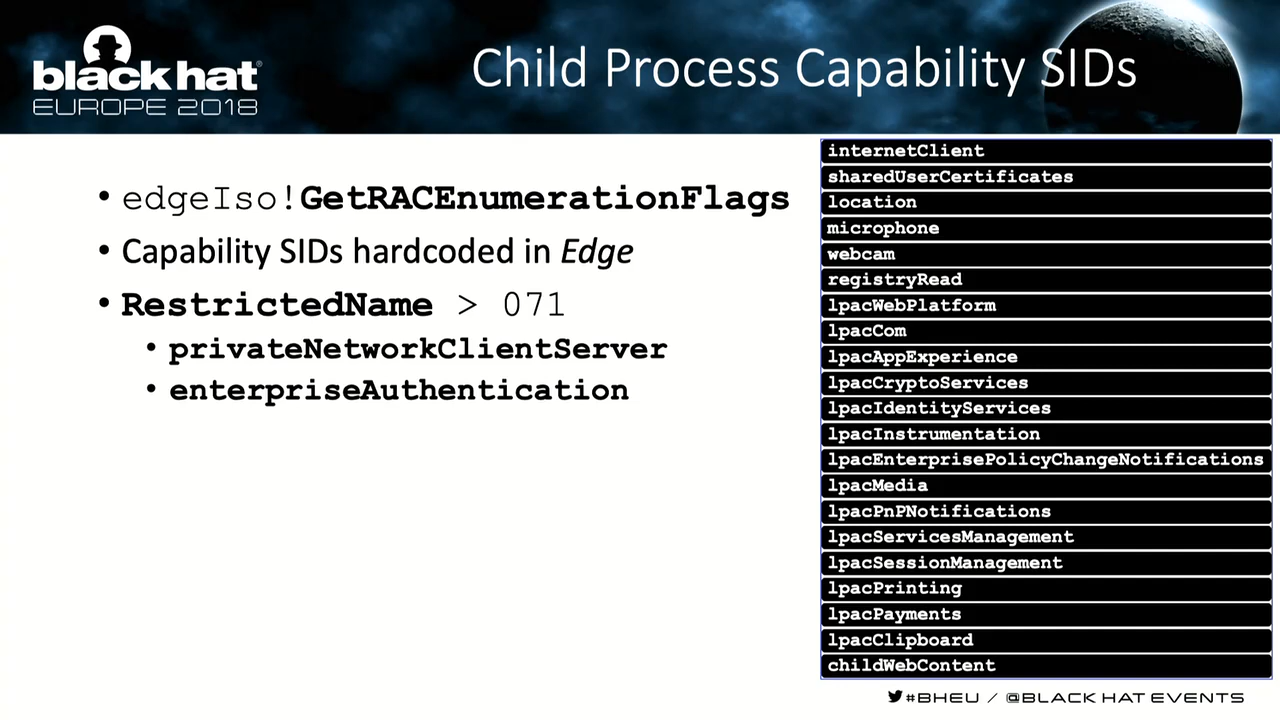 black hat
EUROPE 2018
Child Process Capability SIDs
• edgeIso!GetRACEnumerationFlags
• Capability SIDs hardcoded in Edge
• RestrictedName > 071
• privateNetworkClientServer
• enterpriseAuthentication
internetClient
sharedUserCertificates
location
microphone
webcam
registryRead
lpacWebPlatform
lpacCom
lpacAppExperience
lpacCryptoServices
lpacIdentityServices
lpacInstrumentation
lpacEnterprisePolicyChangeNotifications
lpacMedia
lpacPnPNotifications
lpacServicesManagement
lpacSessionManagement
lpacPrinting
lpacPayments
lpacClipboard
childWebContent
#BHEU / @BLACK HAT EVENTS